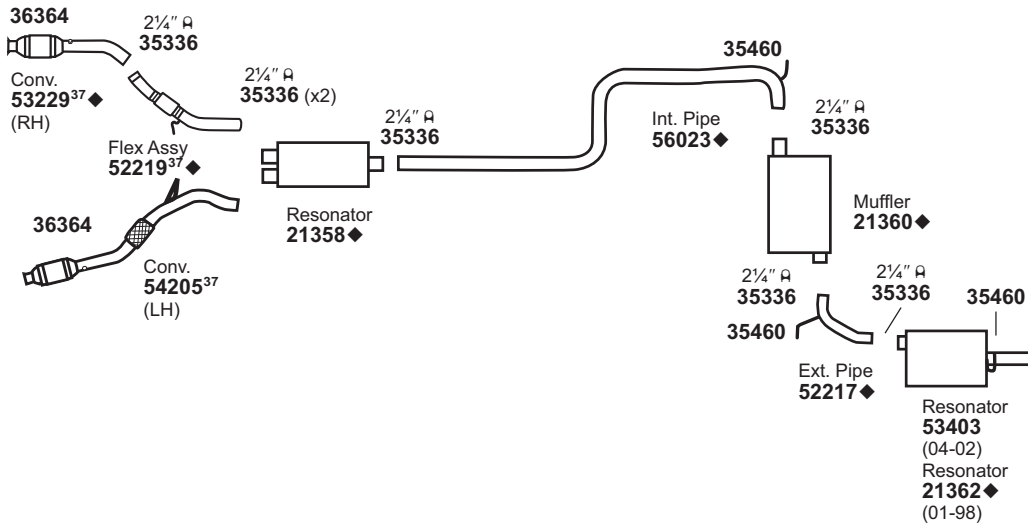 36364
2¼″
35336
Conv.
53229³⁷◆
(RH)
2¼″
35336 (x2)
Flex Assy
52219³⁷◆
36364
Conv.
54205³⁷
(LH)
2¼″
35336
Resonator
21358◆
35460
Int. Pipe
56023◆
2¼″
35336
Muffler
21360◆
2¼″
35336
35460
Ext. Pipe
52217◆
2¼″
35336
35460
Resonator
53403
(04-02)
Resonator
21362◆
(01-98)